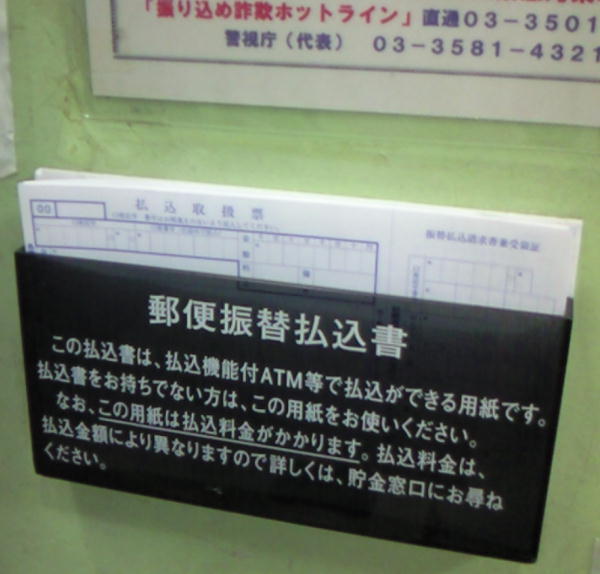 「振り込め詐欺ホットライン」直通03－3501
警視庁（代表） 03－3581－4321
払込取扱票
00
振替払込請求書兼受領証
郵便振替払込書
この払込書は、払込機能付ATM等で払込ができる用紙です。
払込書をお持ちでない方は、この用紙をお使いください。
なお、この用紙は払込料金がかかります。払込料金は、
払込金額により異なりますので詳しくは、貯金窓口にお尋ね
ください。